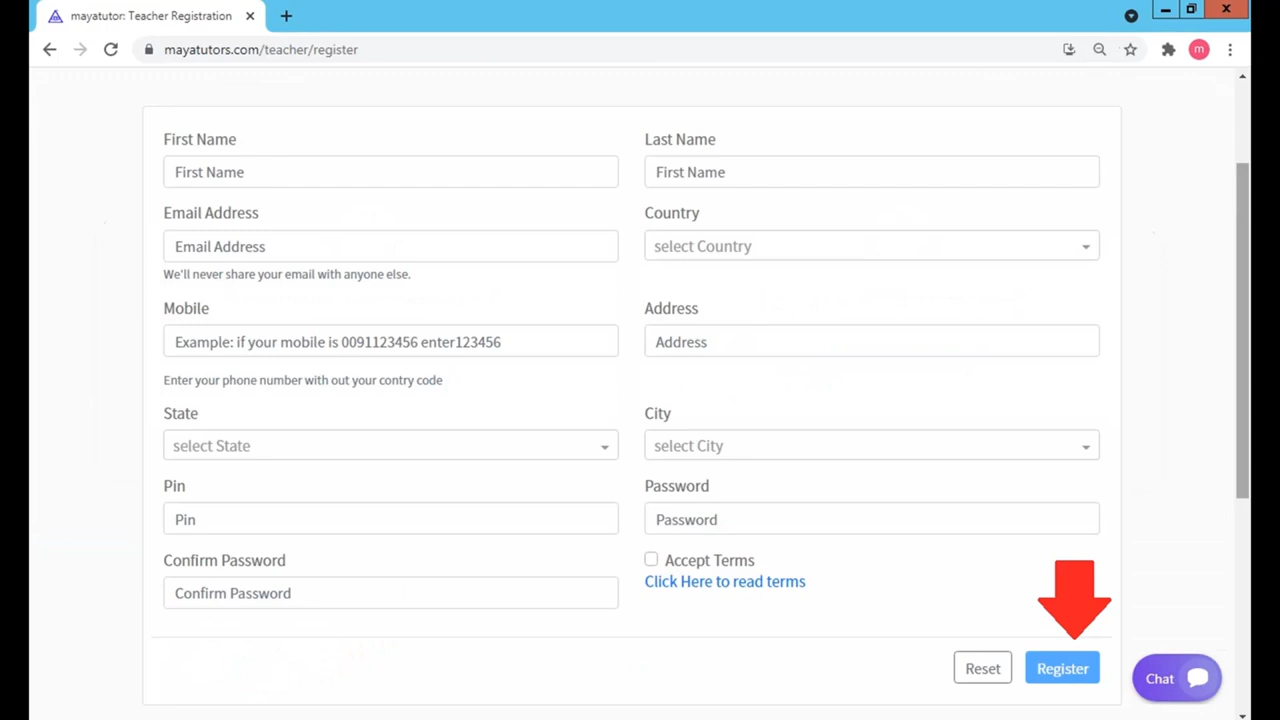 mayatutor: Teacher Registration
mayatutors.com/teacher/register
m
First Name
Last Name
First Name
First Name
Email Address
Country
Email Address
select Country
We'll never share your email with anyone else.
Mobile
Address
Example: if your mobile is 0091123456 enter123456
Address
Enter your phone number with out your contry code
State
City
select State
select City
Pin
Password
Pin
Password
Confirm Password
Accept Terms
Click Here to read terms
Confirm Password
Reset
Register
Chat